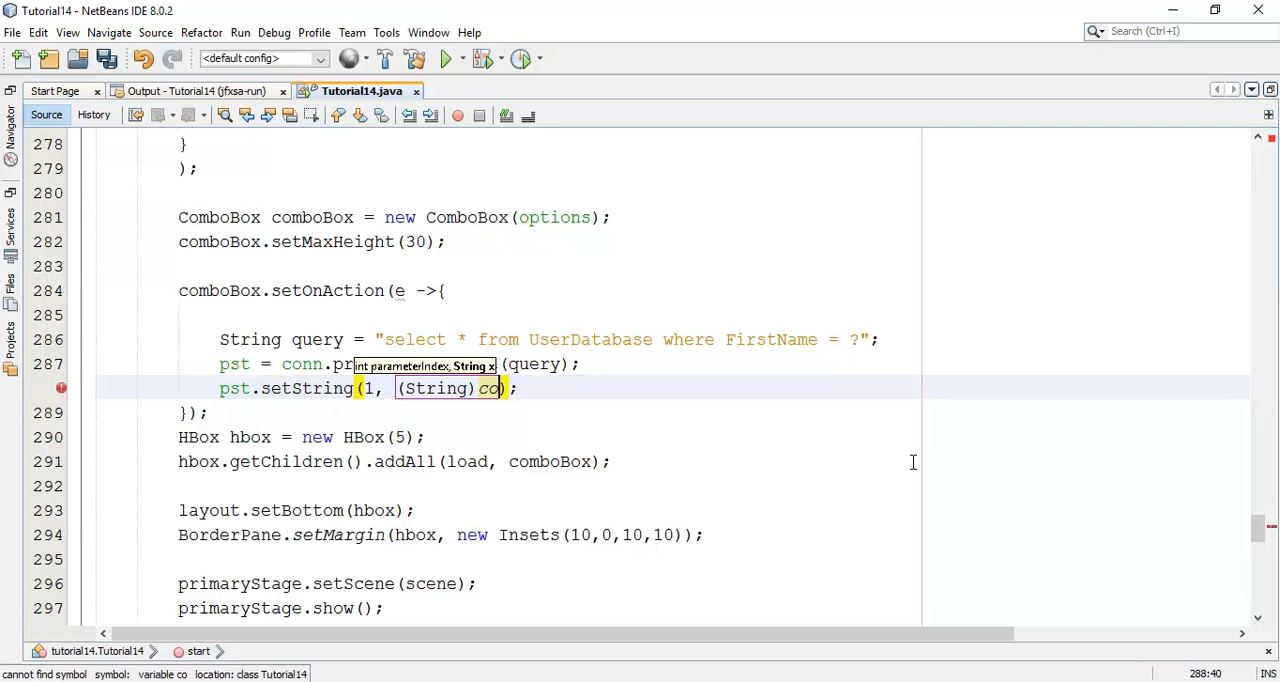 Tutorial14 - NetBeans IDE 8.0.2
File Edit View Navigate Source Refactor Run Debug Profile Team Tools Window Help
Search (Ctrl+I)
<default config>
Start Page x Output - Tutorial14 (jfxsa-run) x Tutorial14.java x
Source History
Navigator
Services
Files
Projects
278 }
279 );
280
281 ComboBox comboBox = new ComboBox(options);
282 comboBox.setMaxHeight(30);
283
284 comboBox.setOnAction(e ->{
285
286 String query = "select * from UserDatabase where FirstName = ?";
287 pst = conn.pr int parameterIndex, String x (query);
pst.setString(1, (String)co);
289 });
290 HBox hbox = new HBox(5);
291 hbox.getChildren().addAll(load, comboBox);
292
293 layout.setBottom(hbox);
294 BorderPane.setMargin(hbox, new Insets(10,0,10,10));
295
296 primaryStage.setScene(scene);
297 primaryStage.show();
tutorial14.Tutorial14 start
cannot find symbol symbol: variable co location: class Tutorial14 288:40 INS